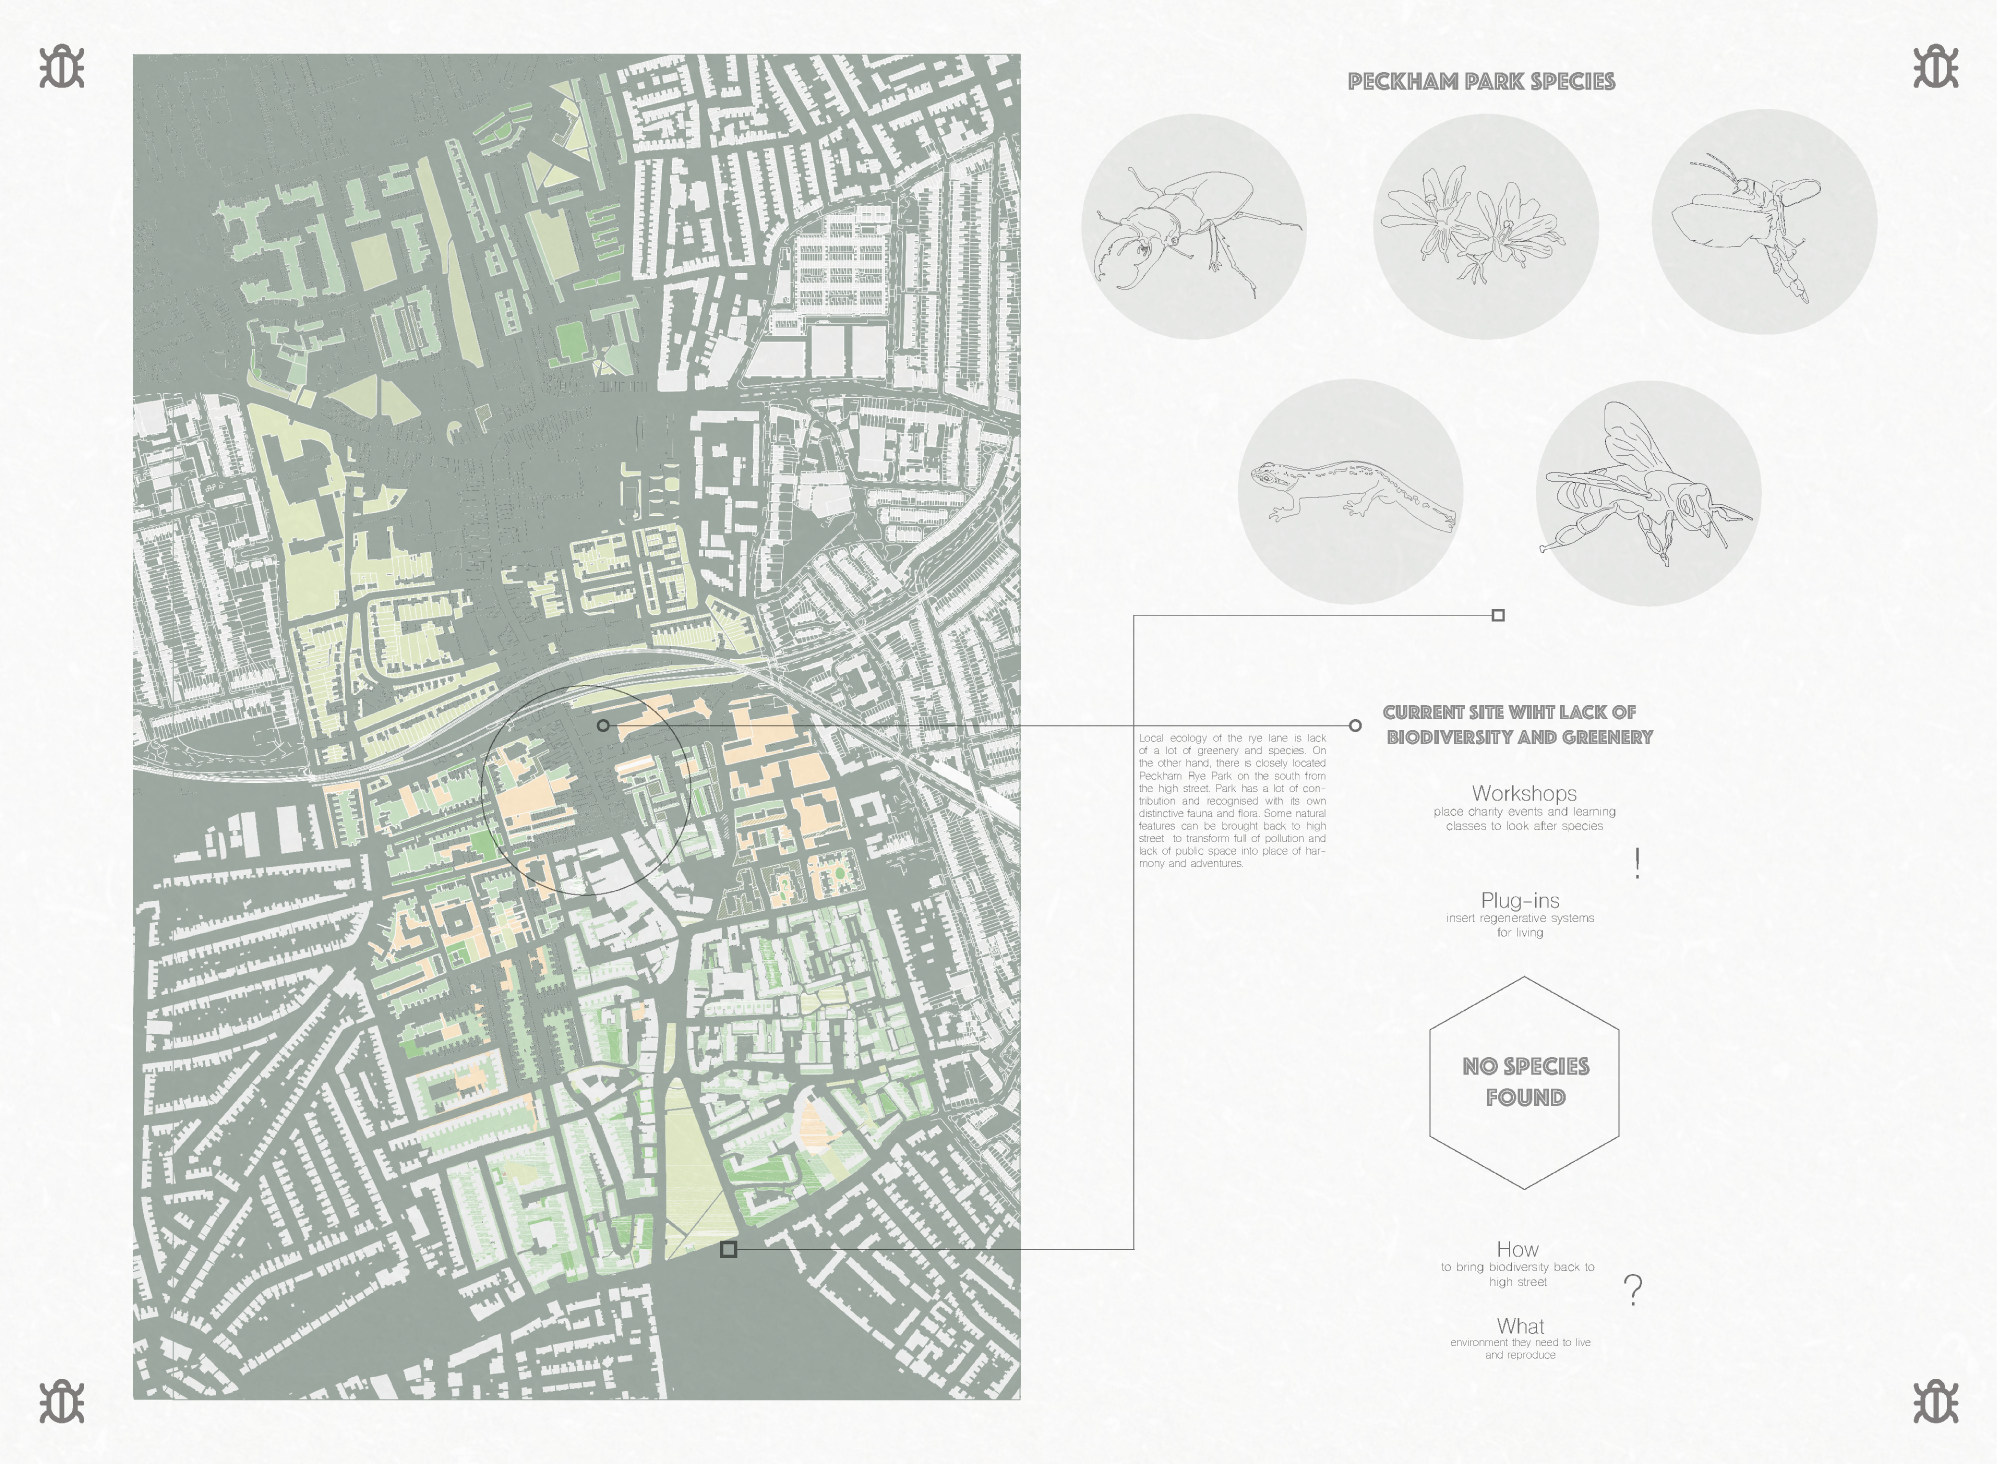 PECKHAM PARK SPECIES
CURRENT SITE WIHT LACK OF
BIODIVERSITY AND GREENERY
Local ecology of the rye lane is lack
of a lot of greenery and species. On
the other hand, there is closely located
Peckham Rye Park on the south from
the high street. Park has a lot of con-
tribution and recognised with its own
distinctive fauna and flora. Some natural
features can be brought back to high
street to transform full of pollution and
lack of public space into place of har-
mony and adventures.
Workshops
place charity events and learning
classes to look after species
!
Plug-ins
insert regenerative systems
for living
NO SPECIES
FOUND
How
to bring biodiversity back to
high street
?
What
environment they need to live
and reproduce